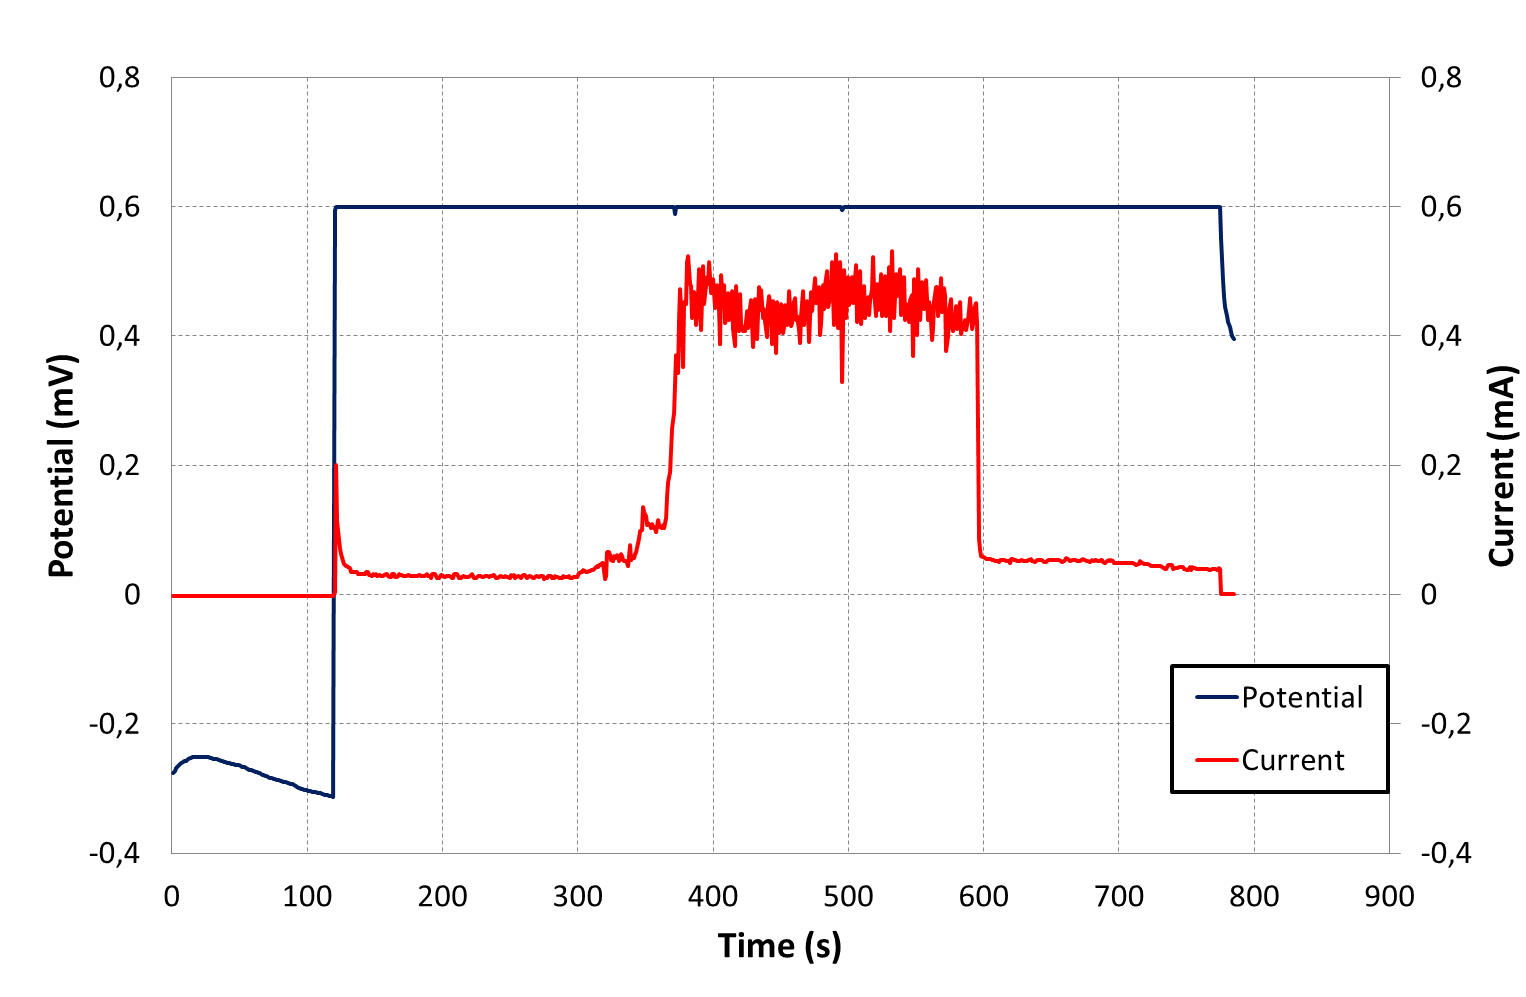 0,8 0,8
0,6 0,6
0,4 0,4
0,2 0,2
0 0
-0,2 -0,2
-0,4 -0,4
Potential (mV)
Current (mA)
Potential
Current
0 100 200 300 400 500 600 700 800 900
Time (s)